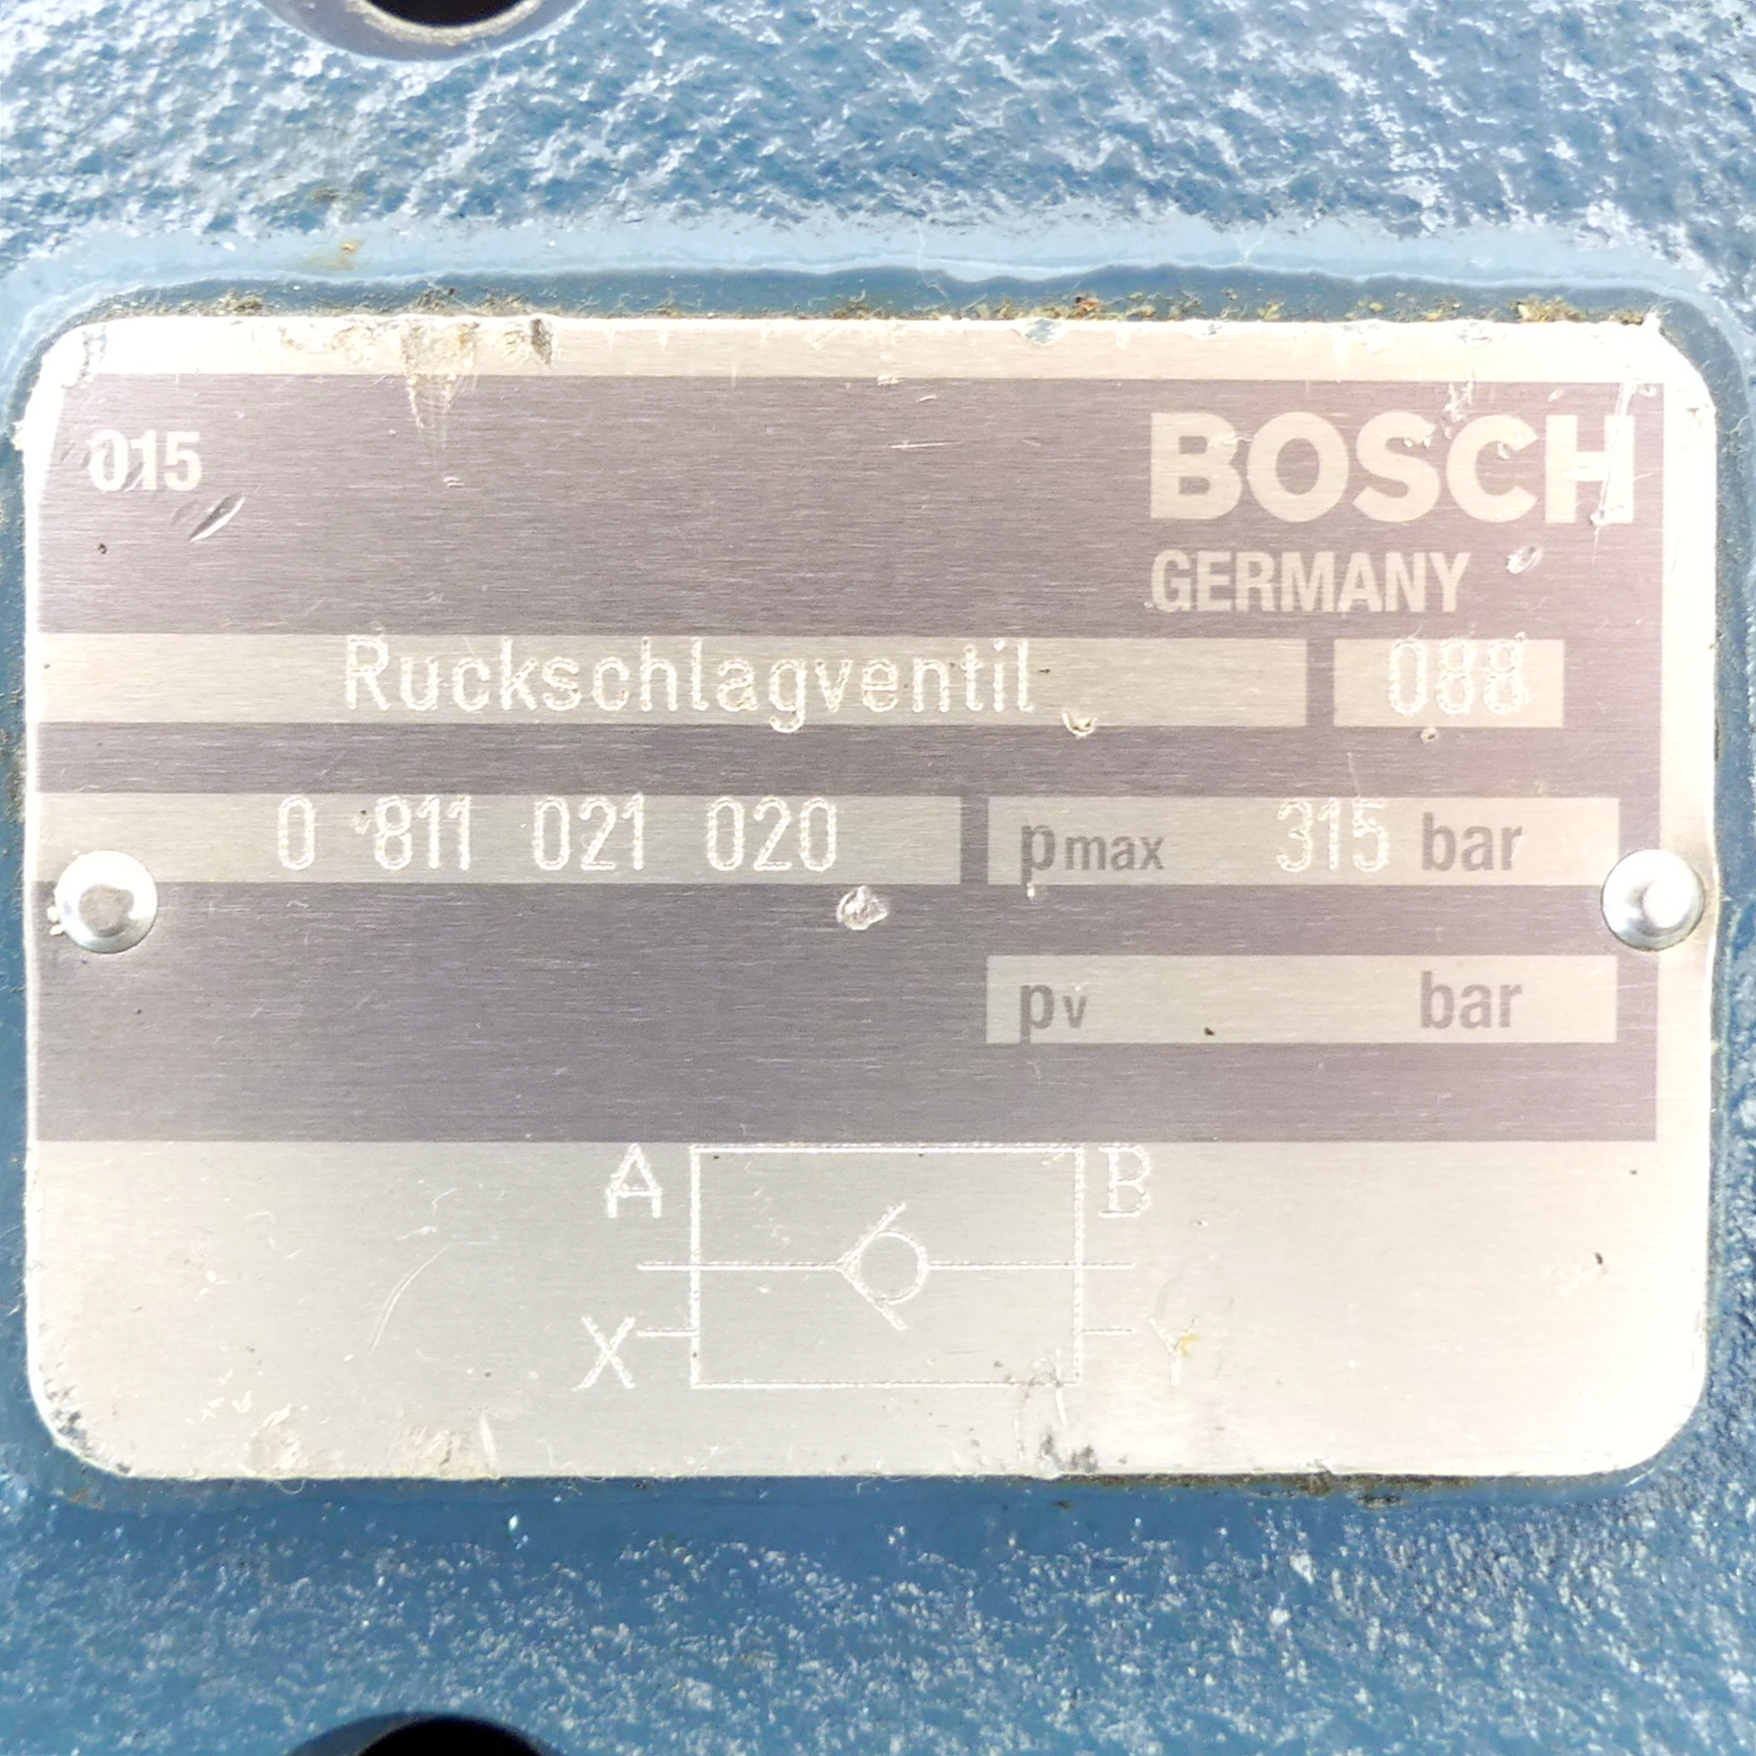 015
BOSCH
GERMANY
Ruckschlagventil 088
0 811 021 020 pmax 315 bar
pv bar
A B
X Y